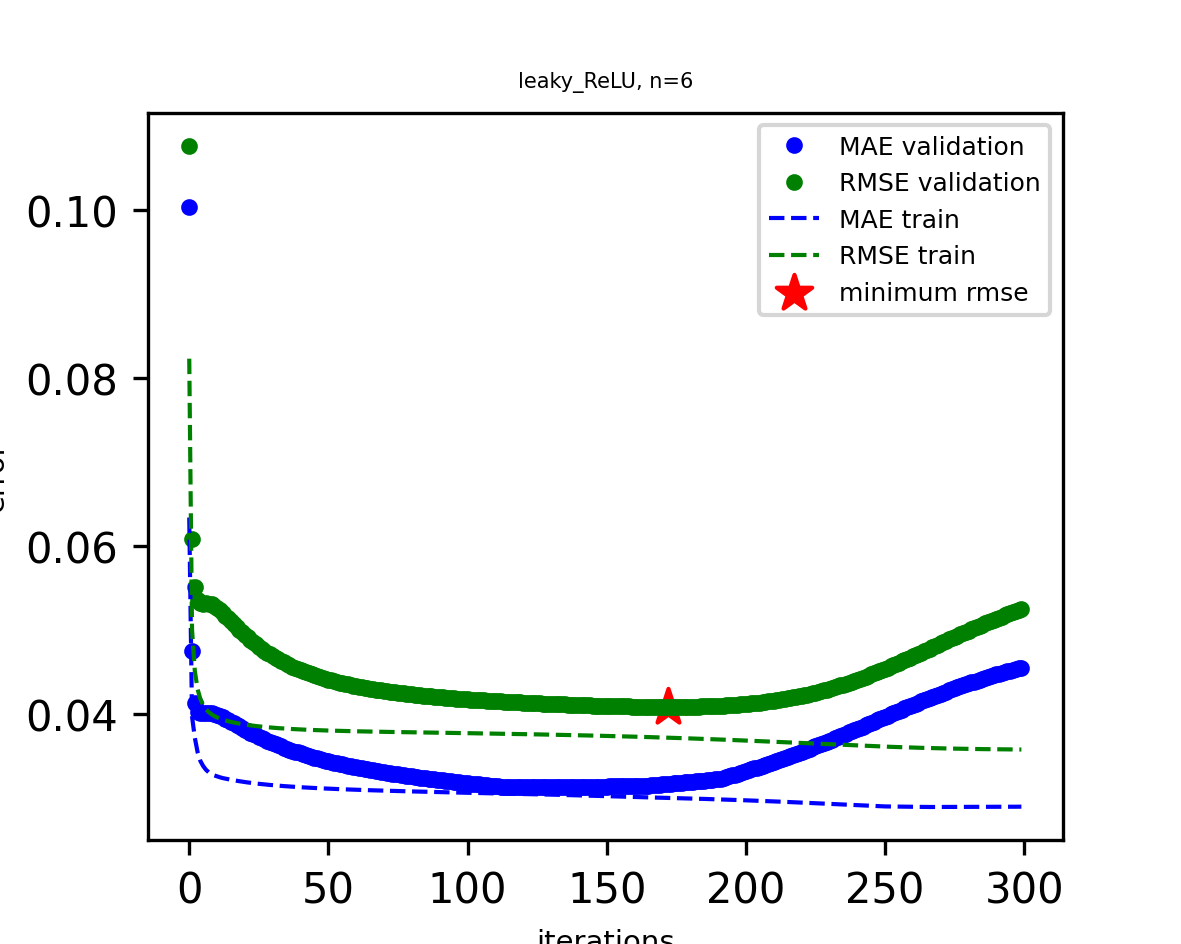 leaky_ReLU, n=6
MAE validation
RMSE validation
MAE train
RMSE train
minimum rmse
0.10
0.08
0.06
0.04
0 50 100 150 200 250 300
iterations